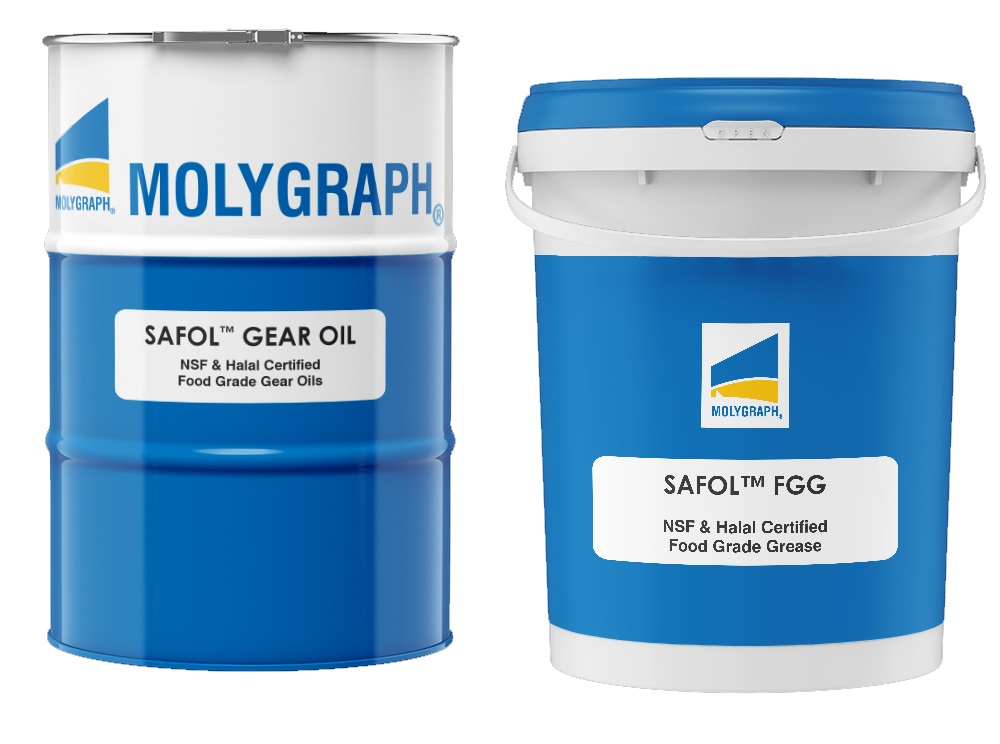 MOLYGRAPH®
MOLYGRAPH®
SAFOL™ GEAR OIL
NSF & Halal Certified
Food Grade Gear Oils
OPEN
MOLYGRAPH®
SAFOL™ FGG
NSF & Halal Certified
Food Grade Grease